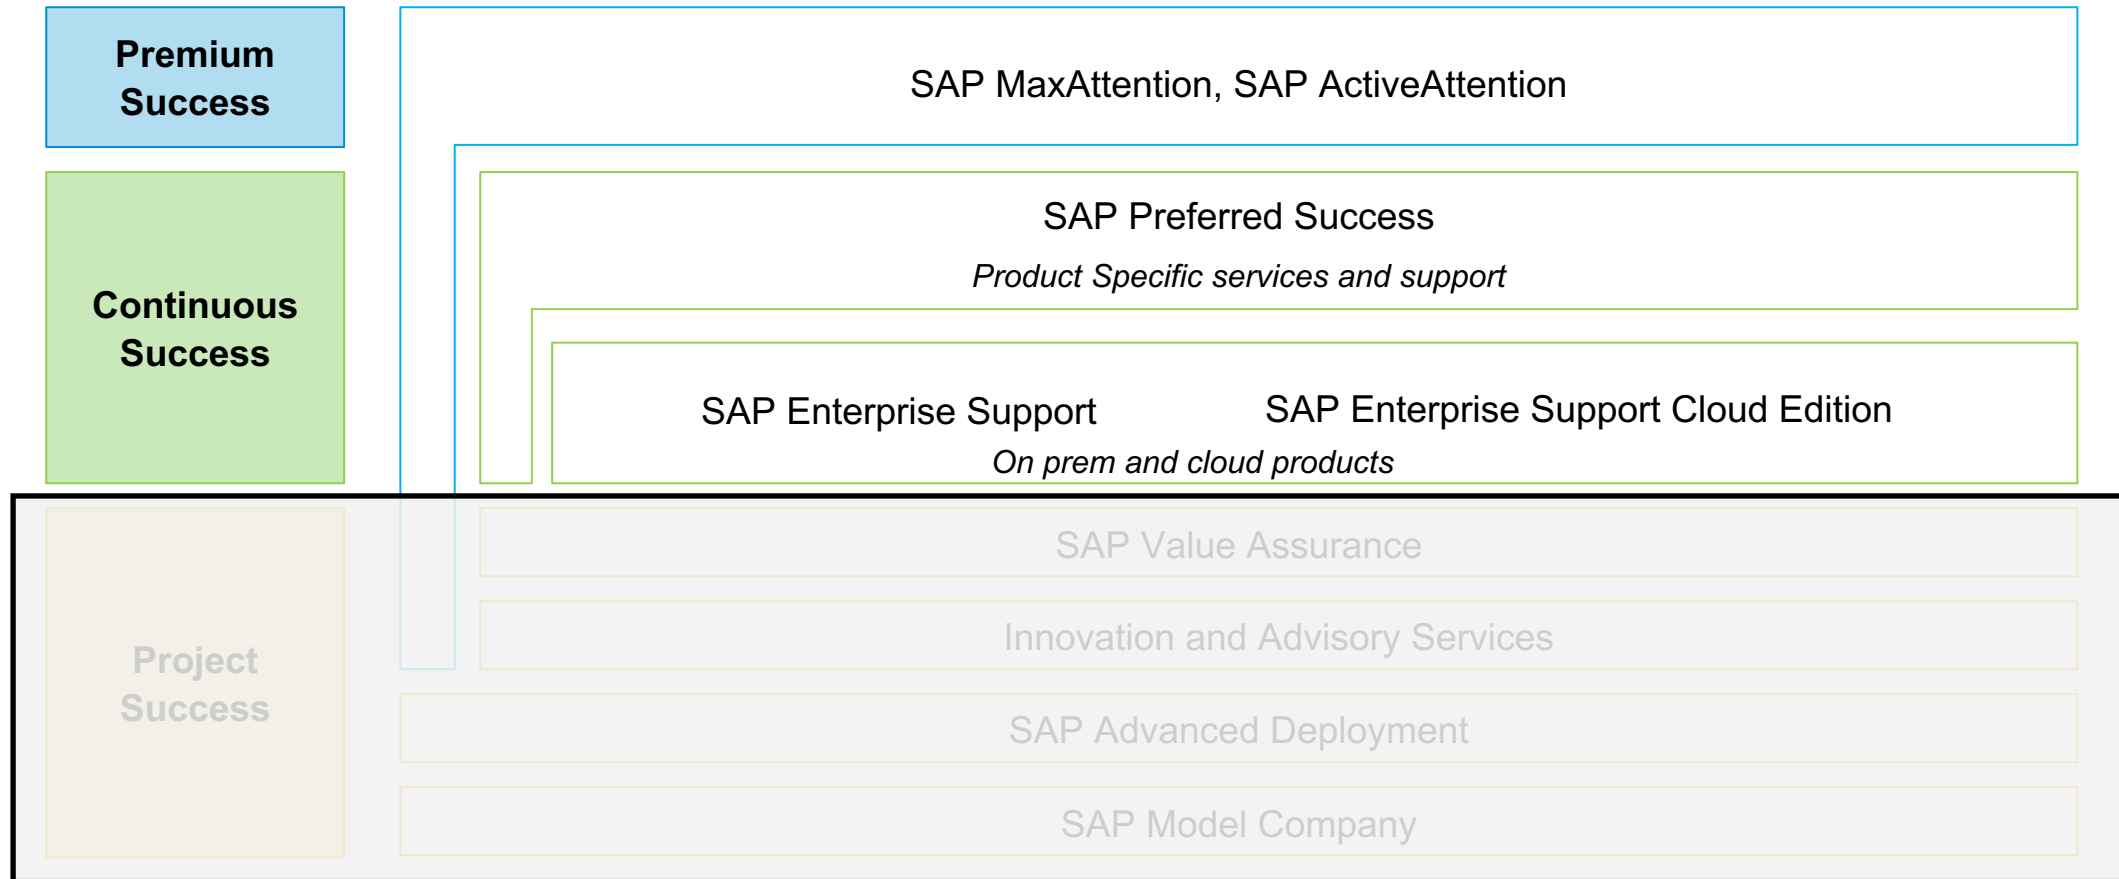 Premium
Success
SAP MaxAttention, SAP ActiveAttention
Continuous
Success
SAP Preferred Success
Product Specific services and support
SAP Enterprise Support
SAP Enterprise Support Cloud Edition
On prem and cloud products
Project
Success
SAP Value Assurance
Innovation and Advisory Services
SAP Advanced Deployment
SAP Model Company